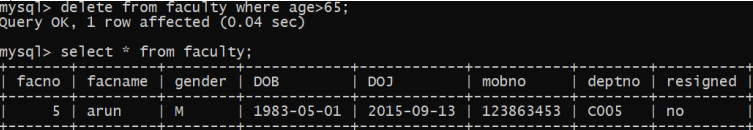 mysql> delete from faculty where age>65;
Query OK, 1 row affected (0.04 sec)
mysql> select * from faculty;
+-------+---------+--------+------------+------------+-----------+--------+----------+
| facno | facname | gender | DOB        | DOJ        | mobno     | deptno | resigned |
+-------+---------+--------+------------+------------+-----------+--------+----------+
|     5 | arun    | M      | 1983-05-01 | 2015-09-13 | 123863453 | C005   | no       |
+-------+---------+--------+------------+------------+-----------+--------+----------+